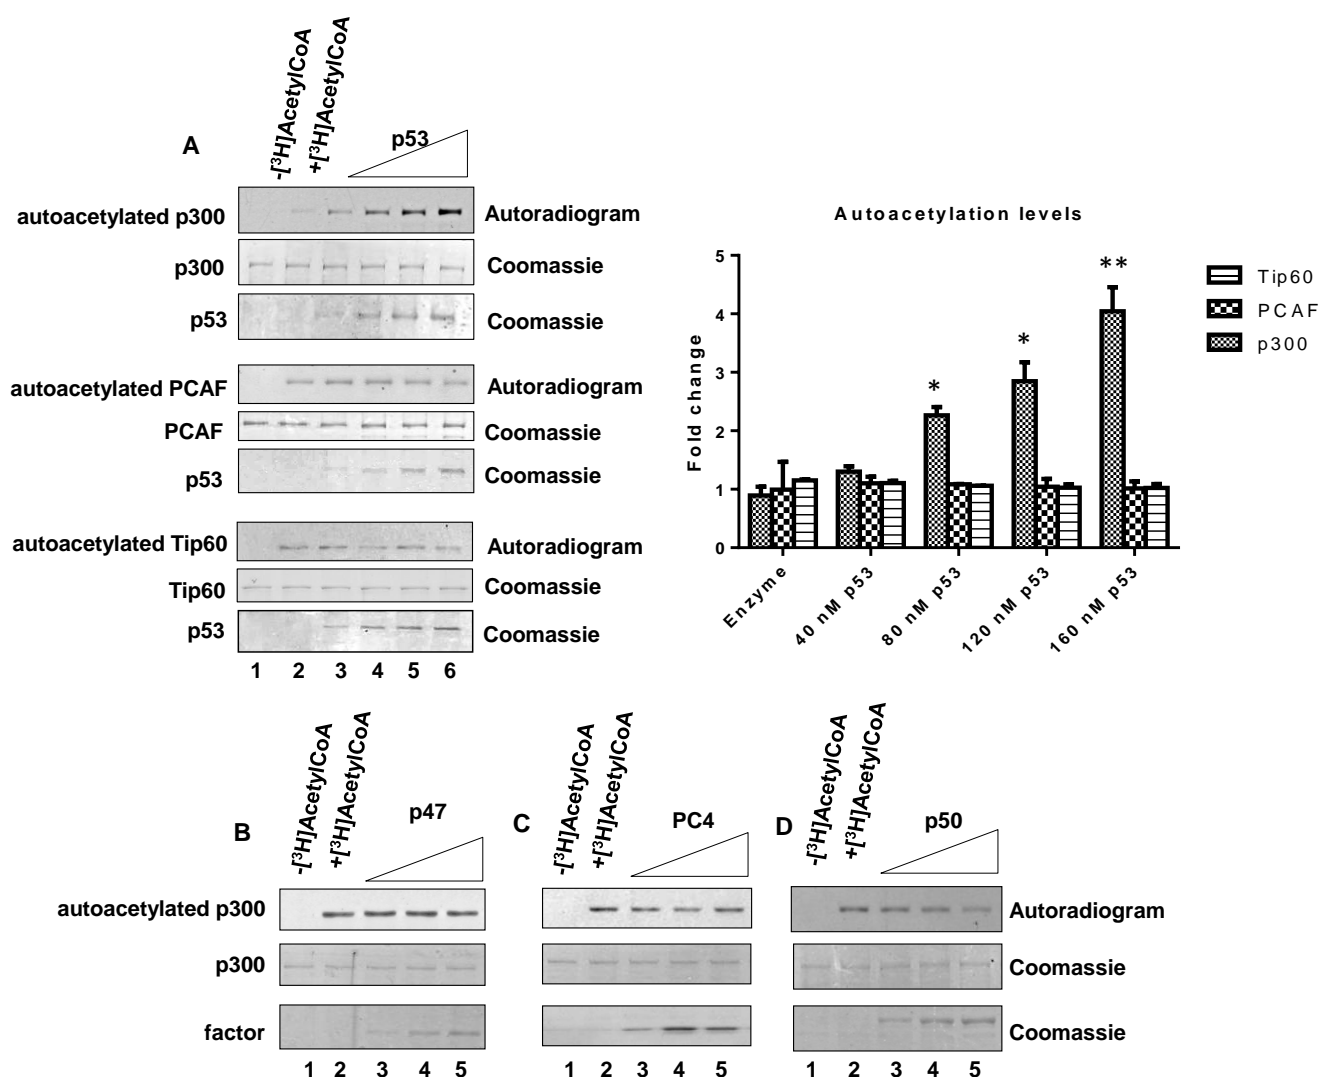 A
-[³H]AcetylCoA
+[³H]AcetylCoA
p53
autoacetylated p300
Autoradiogram
p300
Coomassie
p53
Coomassie
autoacetylated PCAF
Autoradiogram
PCAF
Coomassie
p53
Coomassie
autoacetylated Tip60
Autoradiogram
Tip60
Coomassie
p53
Coomassie
1 2 3 4 5 6
Autoacetylation levels
Fold change
5
4
3
2
1
0
*
*
**
Enzyme
40 nM p53
80 nM p53
120 nM p53
160 nM p53
Tip60
PCAF
p300
B
-[³H]AcetylCoA
+[³H]AcetylCoA
p47
C
-[³H]AcetylCoA
+[³H]AcetylCoA
PC4
D
-[³H]AcetylCoA
+[³H]AcetylCoA
p50
autoacetylated p300
Autoradiogram
p300
Coomassie
factor
Coomassie
1 2 3 4 5
1 2 3 4 5
1 2 3 4 5